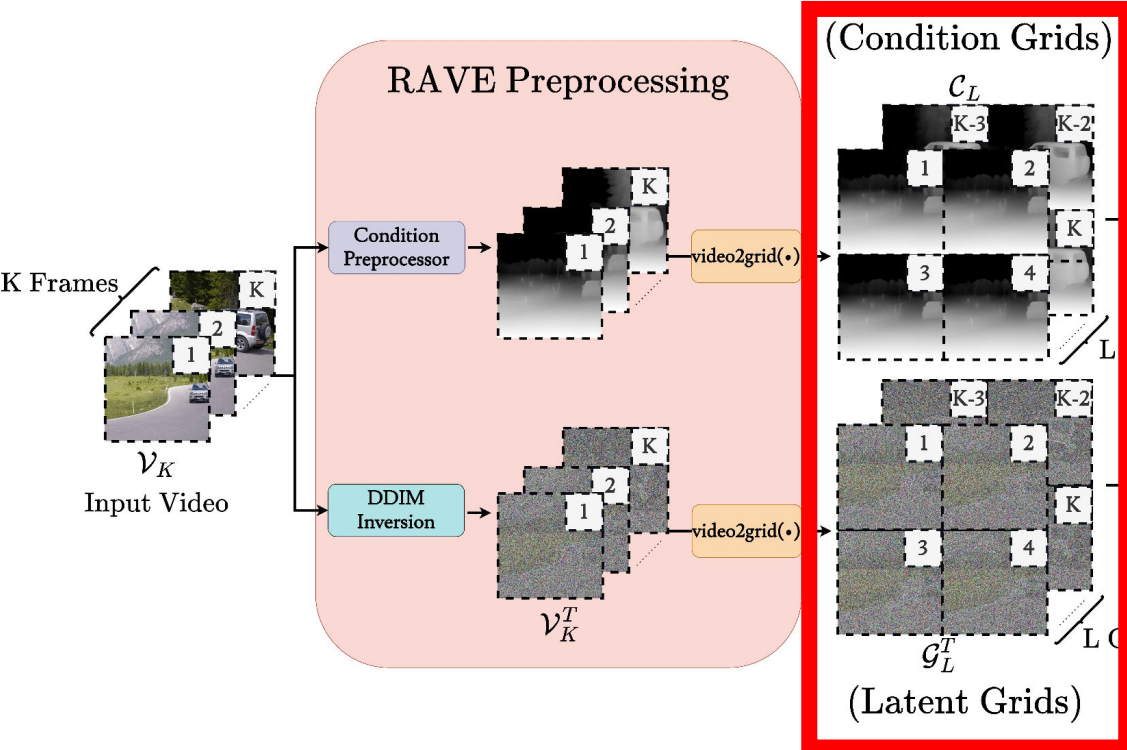 (Condition Grids)
RAVE Preprocessing
𝒞_L
K-3
K-2
1
2
K
K
2
1
Condition
Preprocessor
video2grid(•)
3
4
K Frames
K
2
1
L
K-3
K-2
1
2
K
2
1
K
𝒱_K
Input Video
DDIM
Inversion
video2grid(•)
3
4
𝒱_K^T
L G
𝒢_L^T
(Latent Grids)